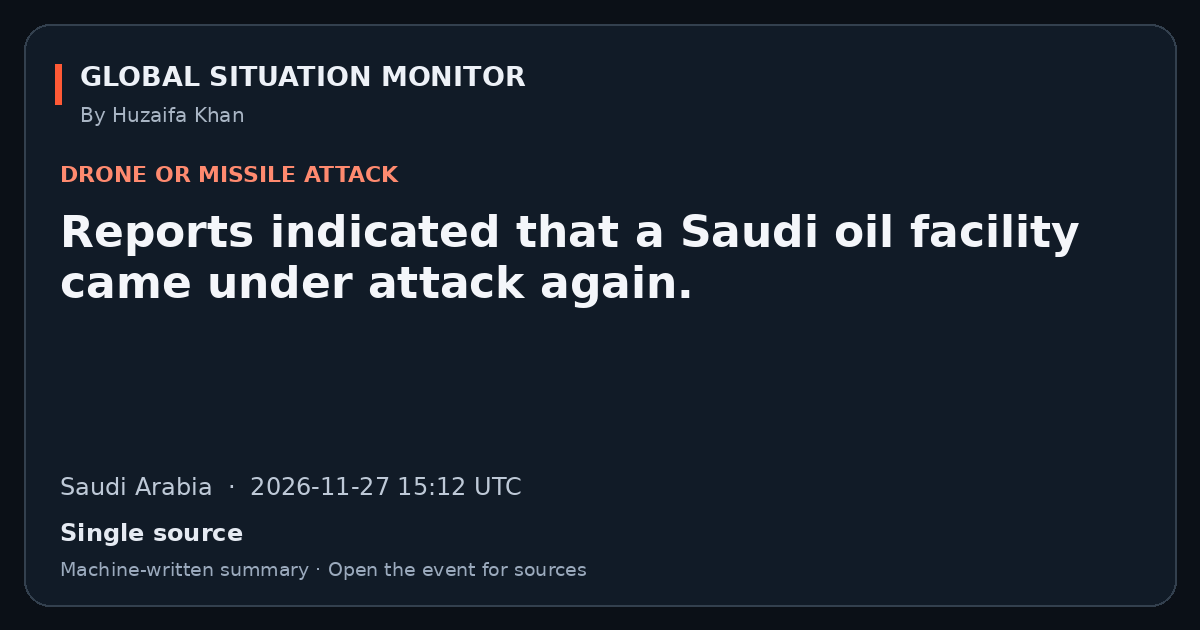 GLOBAL SITUATION MONITOR
By Huzaifa Khan
DRONE OR MISSILE ATTACK
Reports indicated that a Saudi oil facility
came under attack again.
Saudi Arabia · 2026-11-27 15:12 UTC
Single source
Machine-written summary · Open the event for sources